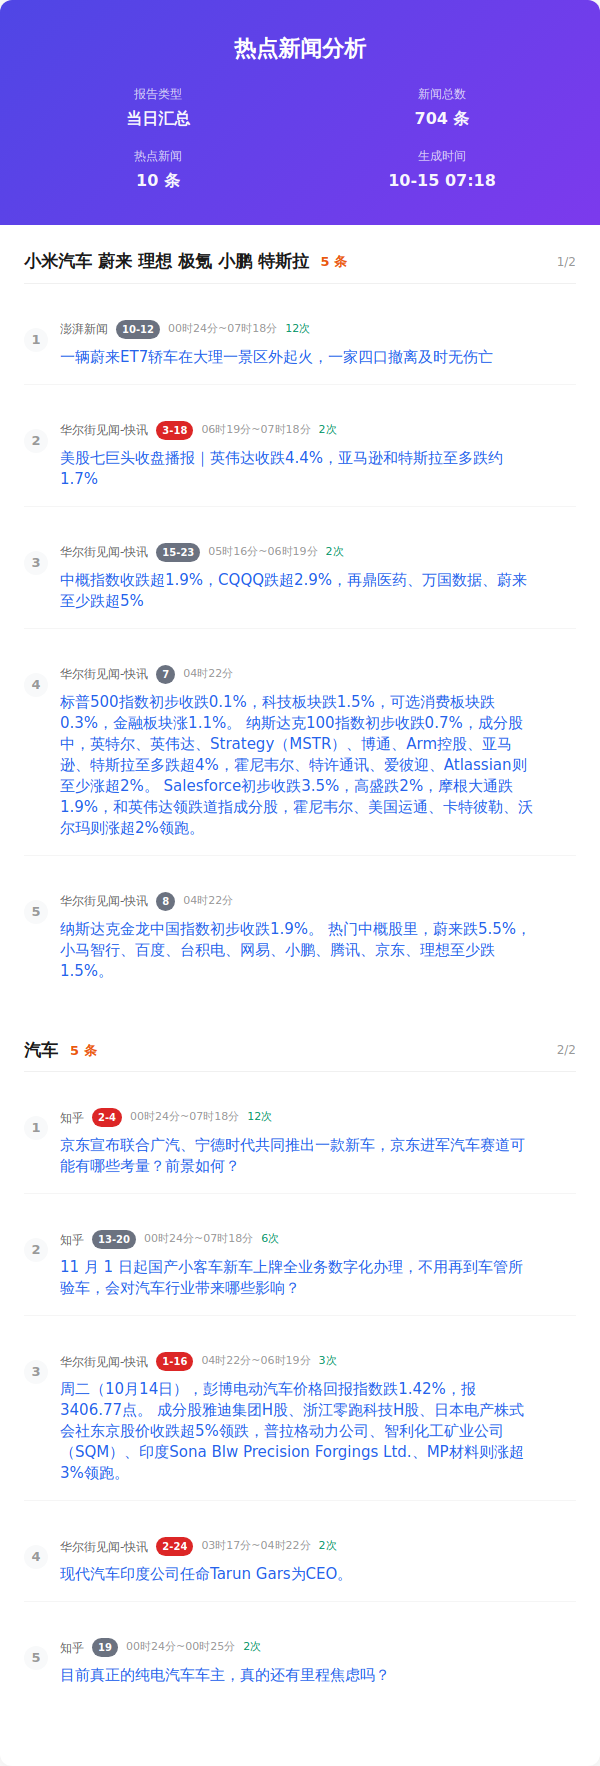 热点新闻分析
报告类型
当日汇总
新闻总数
704 条
热点新闻
10 条
生成时间
10-15 07:18
小米汽车 蔚来 理想 极氪 小鹏 特斯拉 5 条 1/2
1
澎湃新闻 10-12 00时24分~07时18分 12次
一辆蔚来ET7轿车在大理一景区外起火，一家四口撤离及时无伤亡
2
华尔街见闻-快讯 3-18 06时19分~07时18分 2次
美股七巨头收盘播报｜英伟达收跌4.4%，亚马逊和特斯拉至多跌约
1.7%
3
华尔街见闻-快讯 15-23 05时16分~06时19分 2次
中概指数收跌超1.9%，CQQQ跌超2.9%，再鼎医药、万国数据、蔚来
至少跌超5%
4
华尔街见闻-快讯 7 04时22分
标普500指数初步收跌0.1%，科技板块跌1.5%，可选消费板块跌
0.3%，金融板块涨1.1%。 纳斯达克100指数初步收跌0.7%，成分股
中，英特尔、英伟达、Strategy（MSTR）、博通、Arm控股、亚马
逊、特斯拉至多跌超4%，霍尼韦尔、特许通讯、爱彼迎、Atlassian则
至少涨超2%。 Salesforce初步收跌3.5%，高盛跌2%，摩根大通跌
1.9%，和英伟达领跌道指成分股，霍尼韦尔、美国运通、卡特彼勒、沃
尔玛则涨超2%领跑。
5
华尔街见闻-快讯 8 04时22分
纳斯达克金龙中国指数初步收跌1.9%。 热门中概股里，蔚来跌5.5%，
小马智行、百度、台积电、网易、小鹏、腾讯、京东、理想至少跌
1.5%。
汽车 5 条 2/2
1
知乎 2-4 00时24分~07时18分 12次
京东宣布联合广汽、宁德时代共同推出一款新车，京东进军汽车赛道可
能有哪些考量？前景如何？
2
知乎 13-20 00时24分~07时18分 6次
11 月 1 日起国产小客车新车上牌全业务数字化办理，不用再到车管所
验车，会对汽车行业带来哪些影响？
3
华尔街见闻-快讯 1-16 04时22分~06时19分 3次
周二（10月14日），彭博电动汽车价格回报指数跌1.42%，报
3406.77点。 成分股雅迪集团H股、浙江零跑科技H股、日本电产株式
会社东京股价收跌超5%领跌，普拉格动力公司、智利化工矿业公司
（SQM）、印度Sona Blw Precision Forgings Ltd.、MP材料则涨超
3%领跑。
4
华尔街见闻-快讯 2-24 03时17分~04时22分 2次
现代汽车印度公司任命Tarun Gars为CEO。
5
知乎 19 00时24分~00时25分 2次
目前真正的纯电汽车车主，真的还有里程焦虑吗？